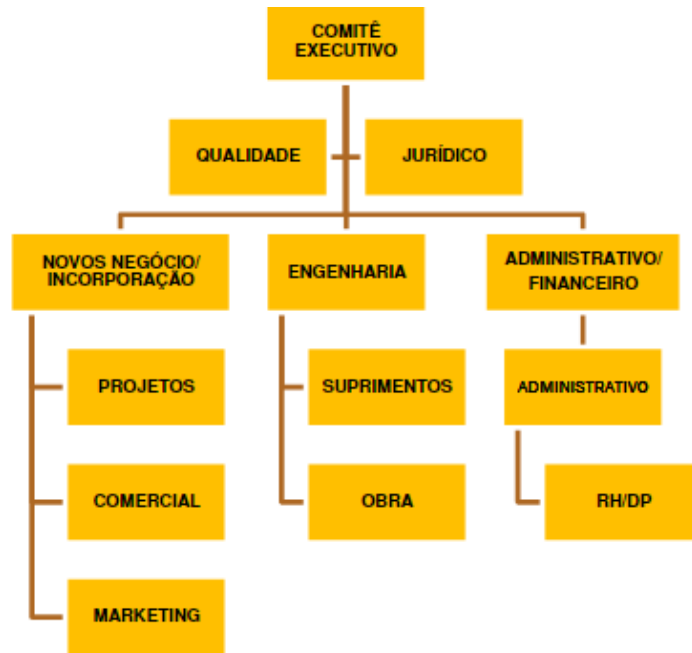 COMITÊ
EXECUTIVO
QUALIDADE
JURÍDICO
NOVOS NEGÓCIO/
INCORPORAÇÃO
ENGENHARIA
ADMINISTRATIVO/
FINANCEIRO
PROJETOS
SUPRIMENTOS
ADMINISTRATIVO
COMERCIAL
OBRA
RH/DP
MARKETING